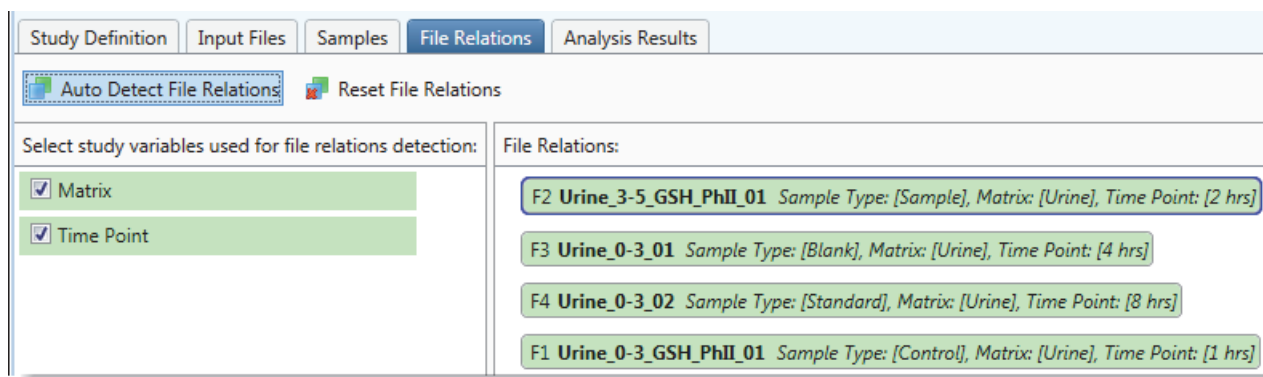 Study Definition Input Files Samples File Relations Analysis Results
Auto Detect File Relations Reset File Relations
Select study variables used for file relations detection:
Matrix
Time Point
File Relations:
F2 Urine_3-5_GSH_PhII_01 Sample Type: [Sample], Matrix: [Urine], Time Point: [2 hrs]
F3 Urine_0-3_01 Sample Type: [Blank], Matrix: [Urine], Time Point: [4 hrs]
F4 Urine_0-3_02 Sample Type: [Standard], Matrix: [Urine], Time Point: [8 hrs]
F1 Urine_0-3_GSH_PhII_01 Sample Type: [Control], Matrix: [Urine], Time Point: [1 hrs]